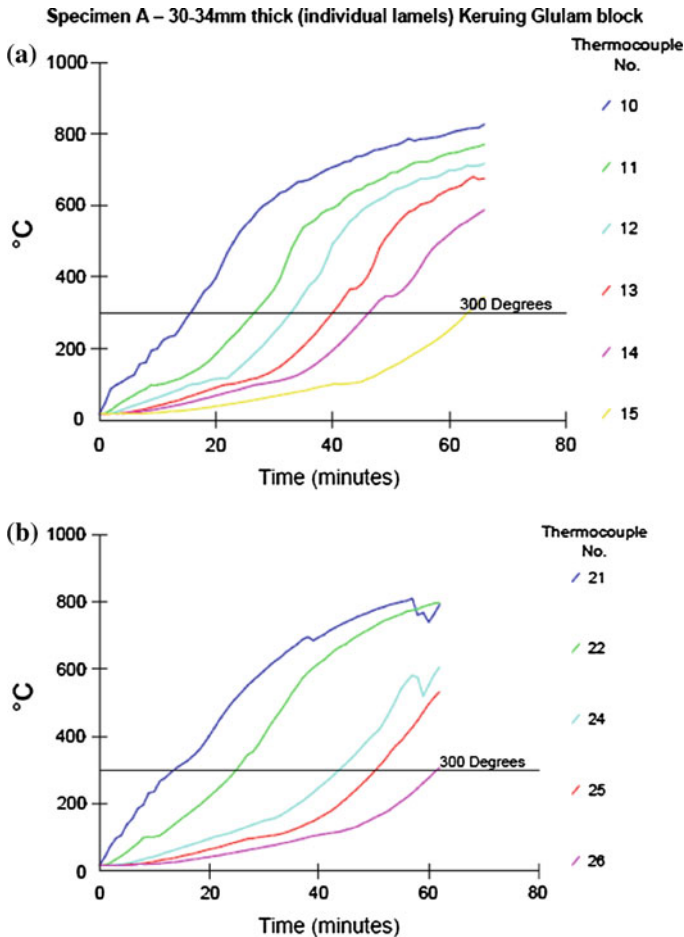 Specimen A – 30-34mm thick (individual lamels) Keruing Glulam block
(a)
Thermocouple
No.
1000
800
600
400
200
0
°C
300 Degrees
0 20 40 60 80
Time (minutes)
10
11
12
13
14
15
(b)
Thermocouple
No.
1000
800
600
400
200
0
°C
300 Degrees
0 20 40 60 80
Time (minutes)
21
22
24
25
26